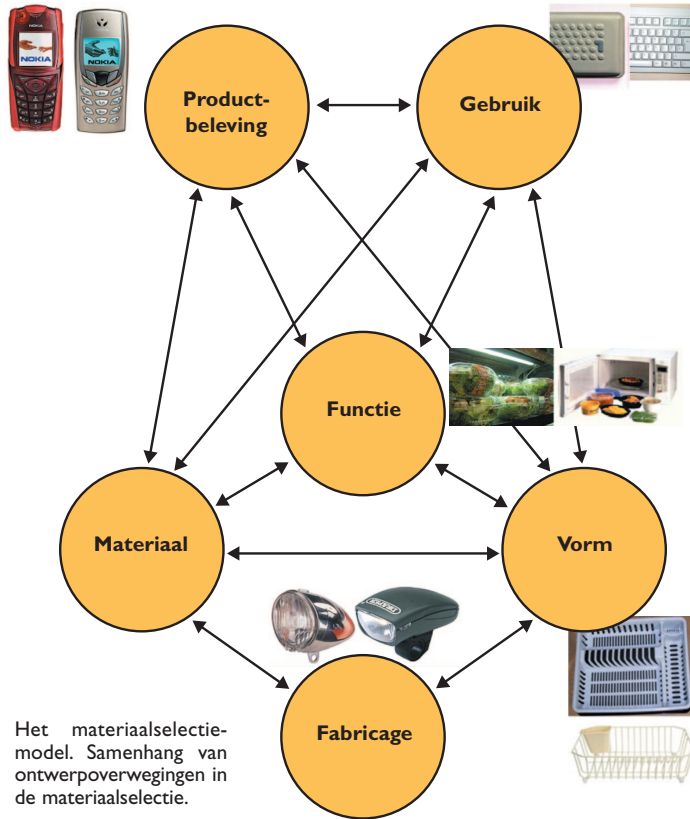 NOKIA
NOKIA
Product-
beleving
Gebruik
Functie
Materiaal
Vorm
Fabricage
Het materiaalselectie-
model. Samenhang van
ontwerpoverwegingen in
de materiaalselectie.